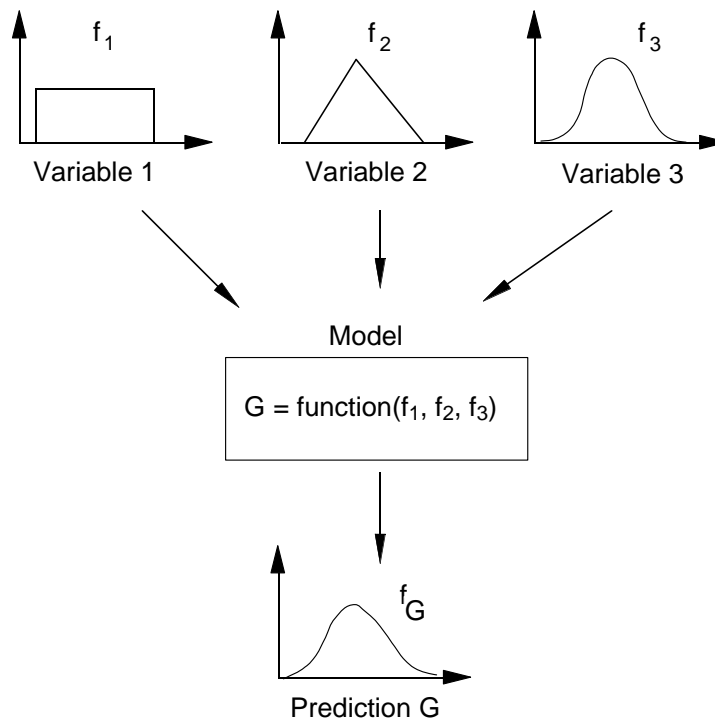 f1
f2
f3
Variable 1
Variable 2
Variable 3
Model
G = function(f1, f2, f3)
fG
Prediction G